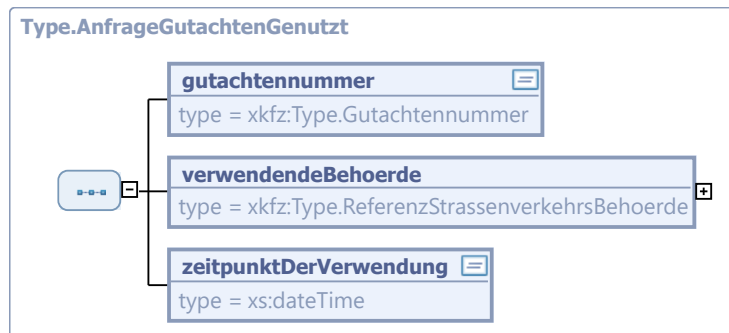 Type.AnfrageGutachtenGenutzt
gutachtennummer
type = xkfz:Type.Gutachtennummer
verwendendeBehoerde
type = xkfz:Type.ReferenzStrassenverkehrsBehoerde
zeitpunktDerVerwendung
type = xs:dateTime